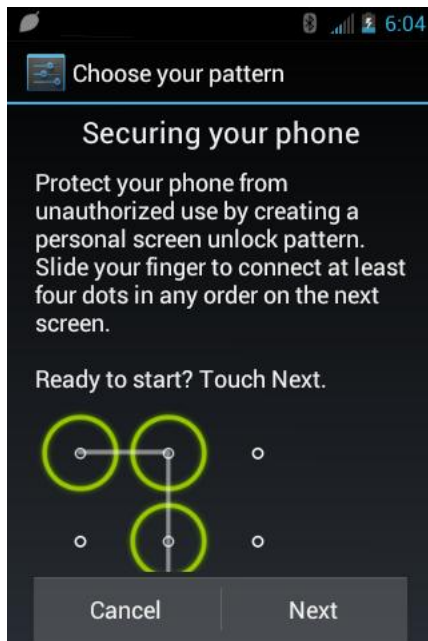 6:04
Choose your pattern
Securing your phone
Protect your phone from
unauthorized use by creating a
personal screen unlock pattern.
Slide your finger to connect at least
four dots in any order on the next
screen.
Ready to start? Touch Next.
Cancel Next